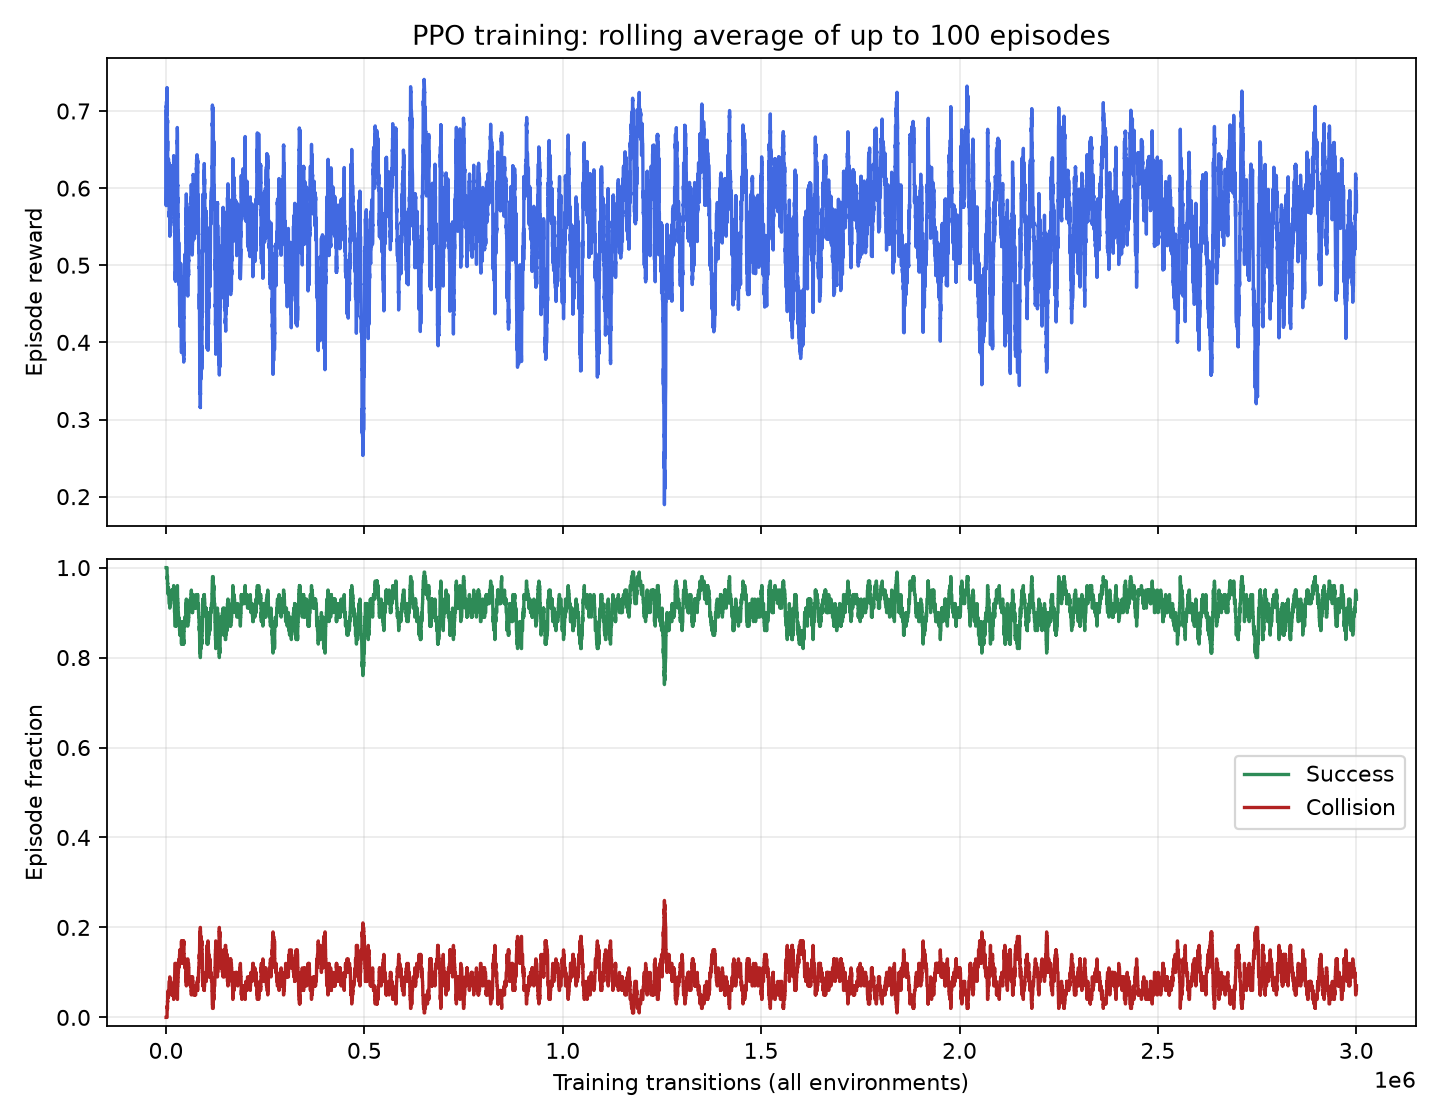 PPO training: rolling average of up to 100 episodes
Episode reward
0.7
0.6
0.5
0.4
0.3
0.2
Episode fraction
1.0
0.8
0.6
0.4
0.2
0.0
Success
Collision
0.0 0.5 1.0 1.5 2.0 2.5 3.0
1e6
Training transitions (all environments)